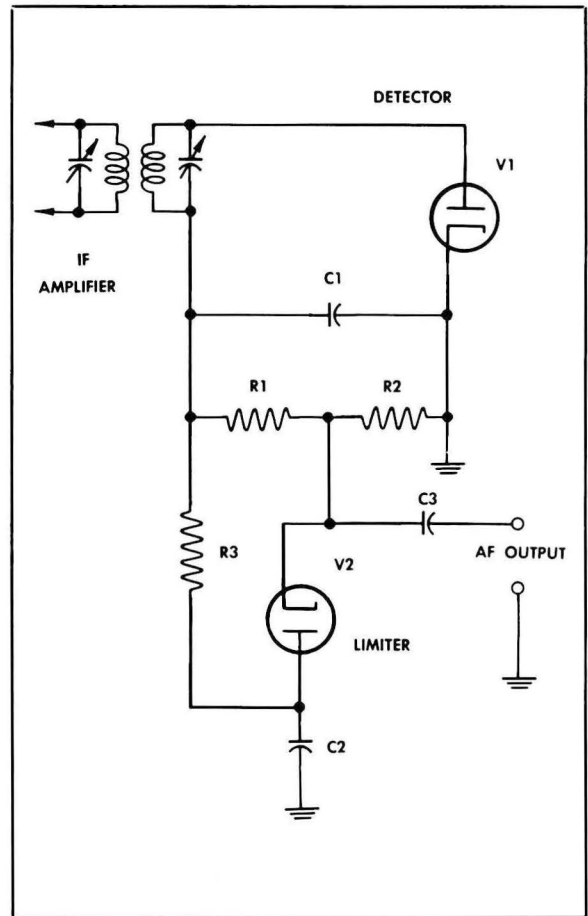 DETECTOR
V1
IF
AMPLIFIER
C1
R1
R2
C3
R3
V2
AF OUTPUT
LIMITER
C2